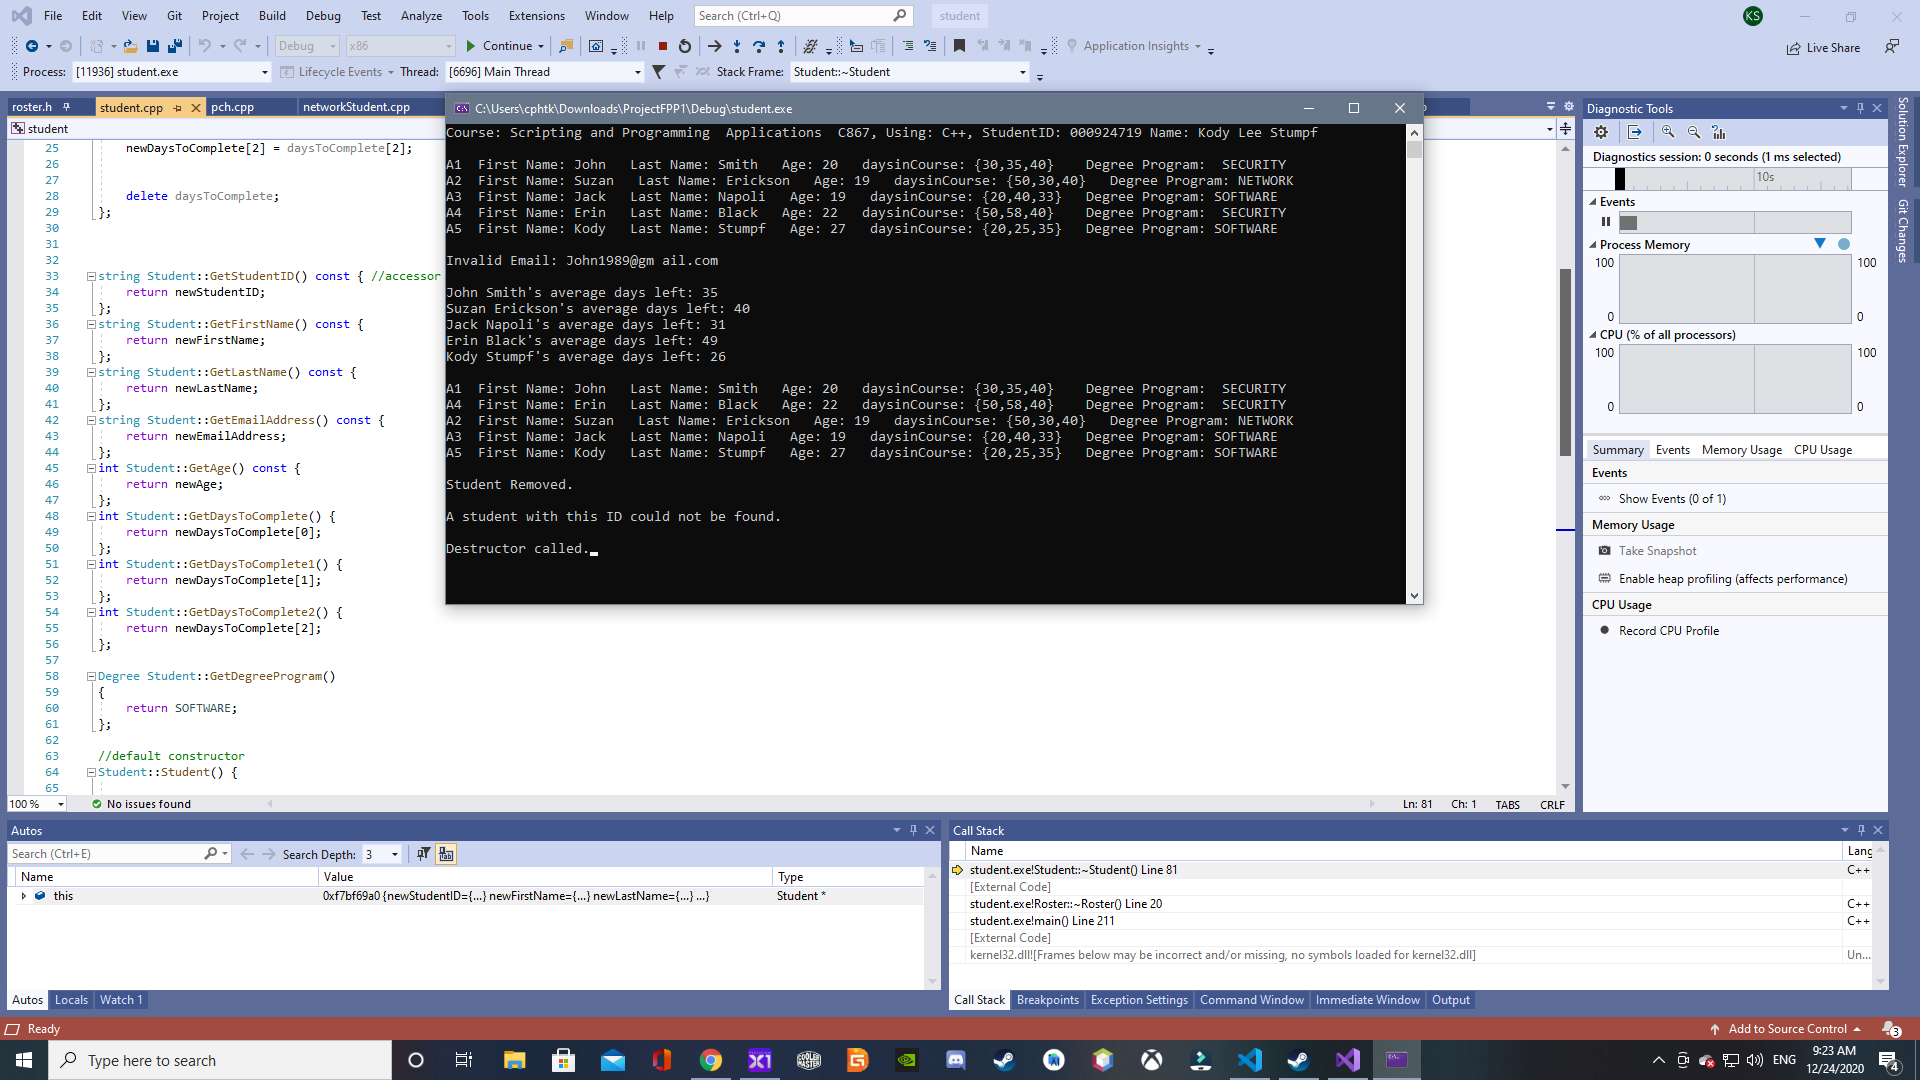 File Edit View Git Project Build Debug Test Analyze Tools Extensions Window Help Search (Ctrl+Q) student KS
Debug x86 Continue Application Insights Live Share
Process: [11936] student.exe Lifecycle Events Thread: [6696] Main Thread Stack Frame: Student::~Student
roster.h student.cpp pch.cpp networkStudent.cpp
student
25 newDaysToComplete[2] = daysToComplete[2];
26
27
28 delete daysToComplete;
29 };
30
31
32
33 string Student::GetStudentID() const { //accessor
34 return newStudentID;
35 };
36 string Student::GetFirstName() const {
37 return newFirstName;
38 };
39 string Student::GetLastName() const {
40 return newLastName;
41 };
42 string Student::GetEmailAddress() const {
43 return newEmailAddress;
44 };
45 int Student::GetAge() const {
46 return newAge;
47 };
48 int Student::GetDaysToComplete() {
49 return newDaysToComplete[0];
50 };
51 int Student::GetDaysToComplete1() {
52 return newDaysToComplete[1];
53 };
54 int Student::GetDaysToComplete2() {
55 return newDaysToComplete[2];
56 };
57
58 Degree Student::GetDegreeProgram()
59 {
60 return SOFTWARE;
61 };
62
63 //default constructor
64 Student::Student() {
65
100 % No issues found Ln: 81 Ch: 1 TABS CRLF
C:\Users\cphtk\Downloads\ProjectFPP1\Debug\student.exe
Course: Scripting and Programming  Applications  C867, Using: C++, StudentID: 000924719 Name: Kody Lee Stumpf
A1  First Name: John   Last Name: Smith   Age: 20   daysinCourse: {30,35,40}    Degree Program:  SECURITY
A2  First Name: Suzan   Last Name: Erickson   Age: 19   daysinCourse: {50,30,40}   Degree Program: NETWORK
A3  First Name: Jack   Last Name: Napoli   Age: 19   daysinCourse: {20,40,33}   Degree Program: SOFTWARE
A4  First Name: Erin   Last Name: Black   Age: 22   daysinCourse: {50,58,40}    Degree Program:  SECURITY
A5  First Name: Kody   Last Name: Stumpf   Age: 27   daysinCourse: {20,25,35}   Degree Program: SOFTWARE
Invalid Email: John1989@gm ail.com
John Smith's average days left: 35
Suzan Erickson's average days left: 40
Jack Napoli's average days left: 31
Erin Black's average days left: 49
Kody Stumpf's average days left: 26
A1  First Name: John   Last Name: Smith   Age: 20   daysinCourse: {30,35,40}    Degree Program:  SECURITY
A4  First Name: Erin   Last Name: Black   Age: 22   daysinCourse: {50,58,40}    Degree Program:  SECURITY
A2  First Name: Suzan   Last Name: Erickson   Age: 19   daysinCourse: {50,30,40}   Degree Program: NETWORK
A3  First Name: Jack   Last Name: Napoli   Age: 19   daysinCourse: {20,40,33}   Degree Program: SOFTWARE
A5  First Name: Kody   Last Name: Stumpf   Age: 27   daysinCourse: {20,25,35}   Degree Program: SOFTWARE
Student Removed.
A student with this ID could not be found.
Destructor called.
Diagnostic Tools
Diagnostics session: 0 seconds (1 ms selected)
10s
Events
Process Memory
100 100
0 0
CPU (% of all processors)
100 100
0 0
Summary Events Memory Usage CPU Usage
Events
Show Events (0 of 1)
Memory Usage
Take Snapshot
Enable heap profiling (affects performance)
CPU Usage
Record CPU Profile
Solution Explorer
Git Changes
Autos
Search (Ctrl+E) Search Depth: 3
Name Value Type
this 0xf7bf69a0 {newStudentID={...} newFirstName={...} newLastName={...} ...} Student *
Autos Locals Watch 1
Call Stack
Name Lang
student.exe!Student::~Student() Line 81 C++
[External Code]
student.exe!Roster::~Roster() Line 20 C++
student.exe!main() Line 211 C++
[External Code]
kernel32.dll![Frames below may be incorrect and/or missing, no symbols loaded for kernel32.dll] Un...
Call Stack Breakpoints Exception Settings Command Window Immediate Window Output
Ready Add to Source Control 3
Type here to search
COOLER MASTER
ENG 9:23 AM
12/24/2020 4